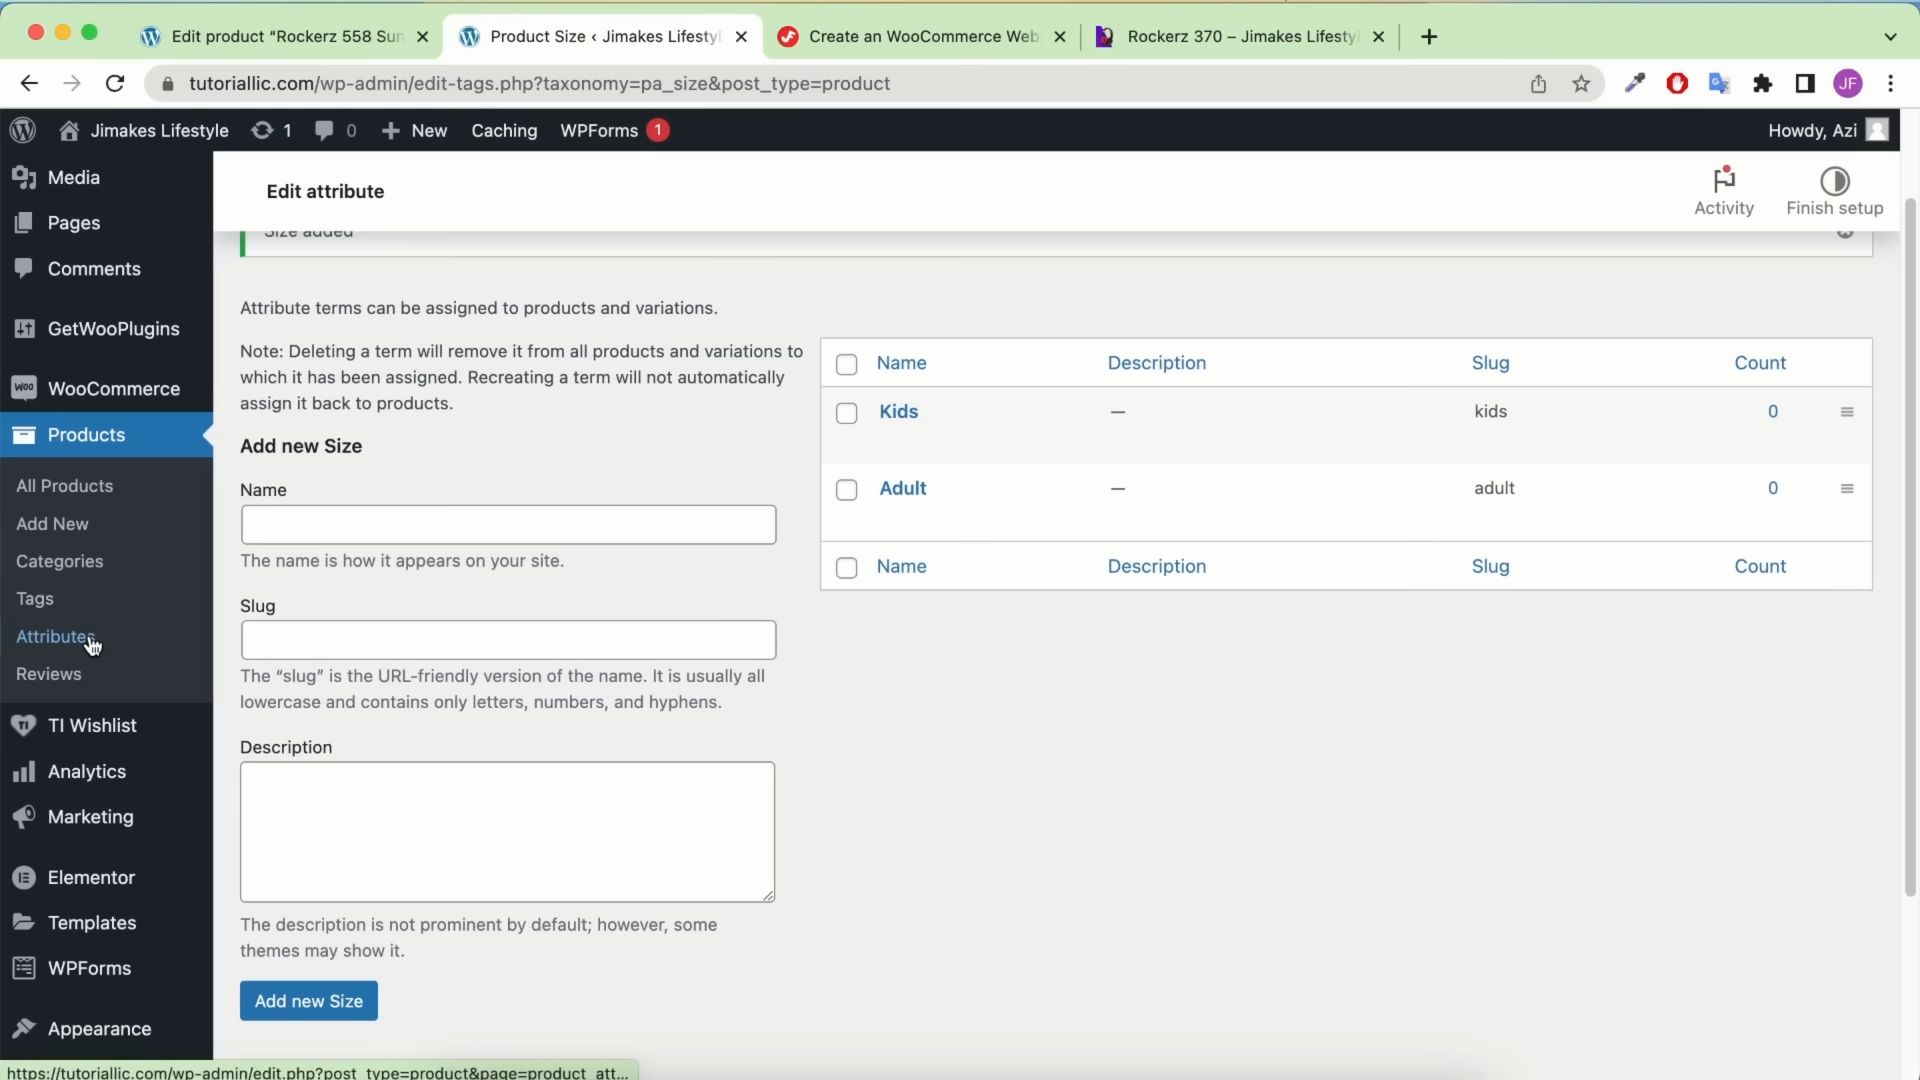 Edit product “Rockerz 558 Sun
Product Size ‹ Jimakes Lifestyl
Create an WooCommerce Web
Rockerz 370 – Jimakes Lifestyl
tutoriallic.com/wp-admin/edit-tags.php?taxonomy=pa_size&post_type=product
JF
Jimakes Lifestyle
1
0
New
Caching
WPForms
1
Howdy, Azi
Media
Pages
Comments
GetWooPlugins
WooCommerce
Products
All Products
Add New
Categories
Tags
Attributes
Reviews
TI Wishlist
Analytics
Marketing
Elementor
Templates
WPForms
Appearance
Edit attribute
Activity
Finish setup
Size added
Attribute terms can be assigned to products and variations.
Note: Deleting a term will remove it from all products and variations to
which it has been assigned. Recreating a term will not automatically
assign it back to products.
Add new Size
Name
The name is how it appears on your site.
Slug
The “slug” is the URL-friendly version of the name. It is usually all
lowercase and contains only letters, numbers, and hyphens.
Description
The description is not prominent by default; however, some
themes may show it.
Add new Size
Name Description Slug Count
Kids — kids 0
Adult — adult 0
Name Description Slug Count
https://tutoriallic.com/wp-admin/edit.php?post_type=product&page=product_att...